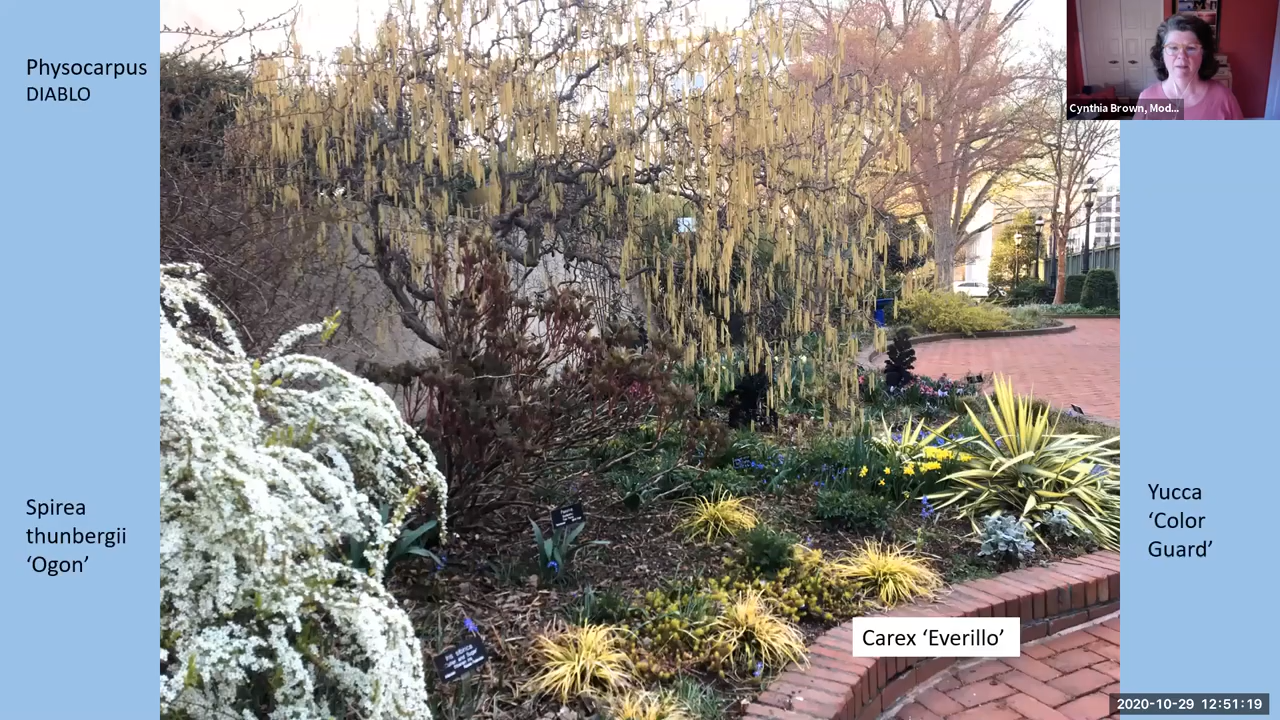 Physocarpus
DIABLO
Cynthia Brown, Mod...
Spirea
thunbergii
‘Ogon’
Yucca
‘Color
Guard’
Carex ‘Everillo’
2020-10-29 12:51:19